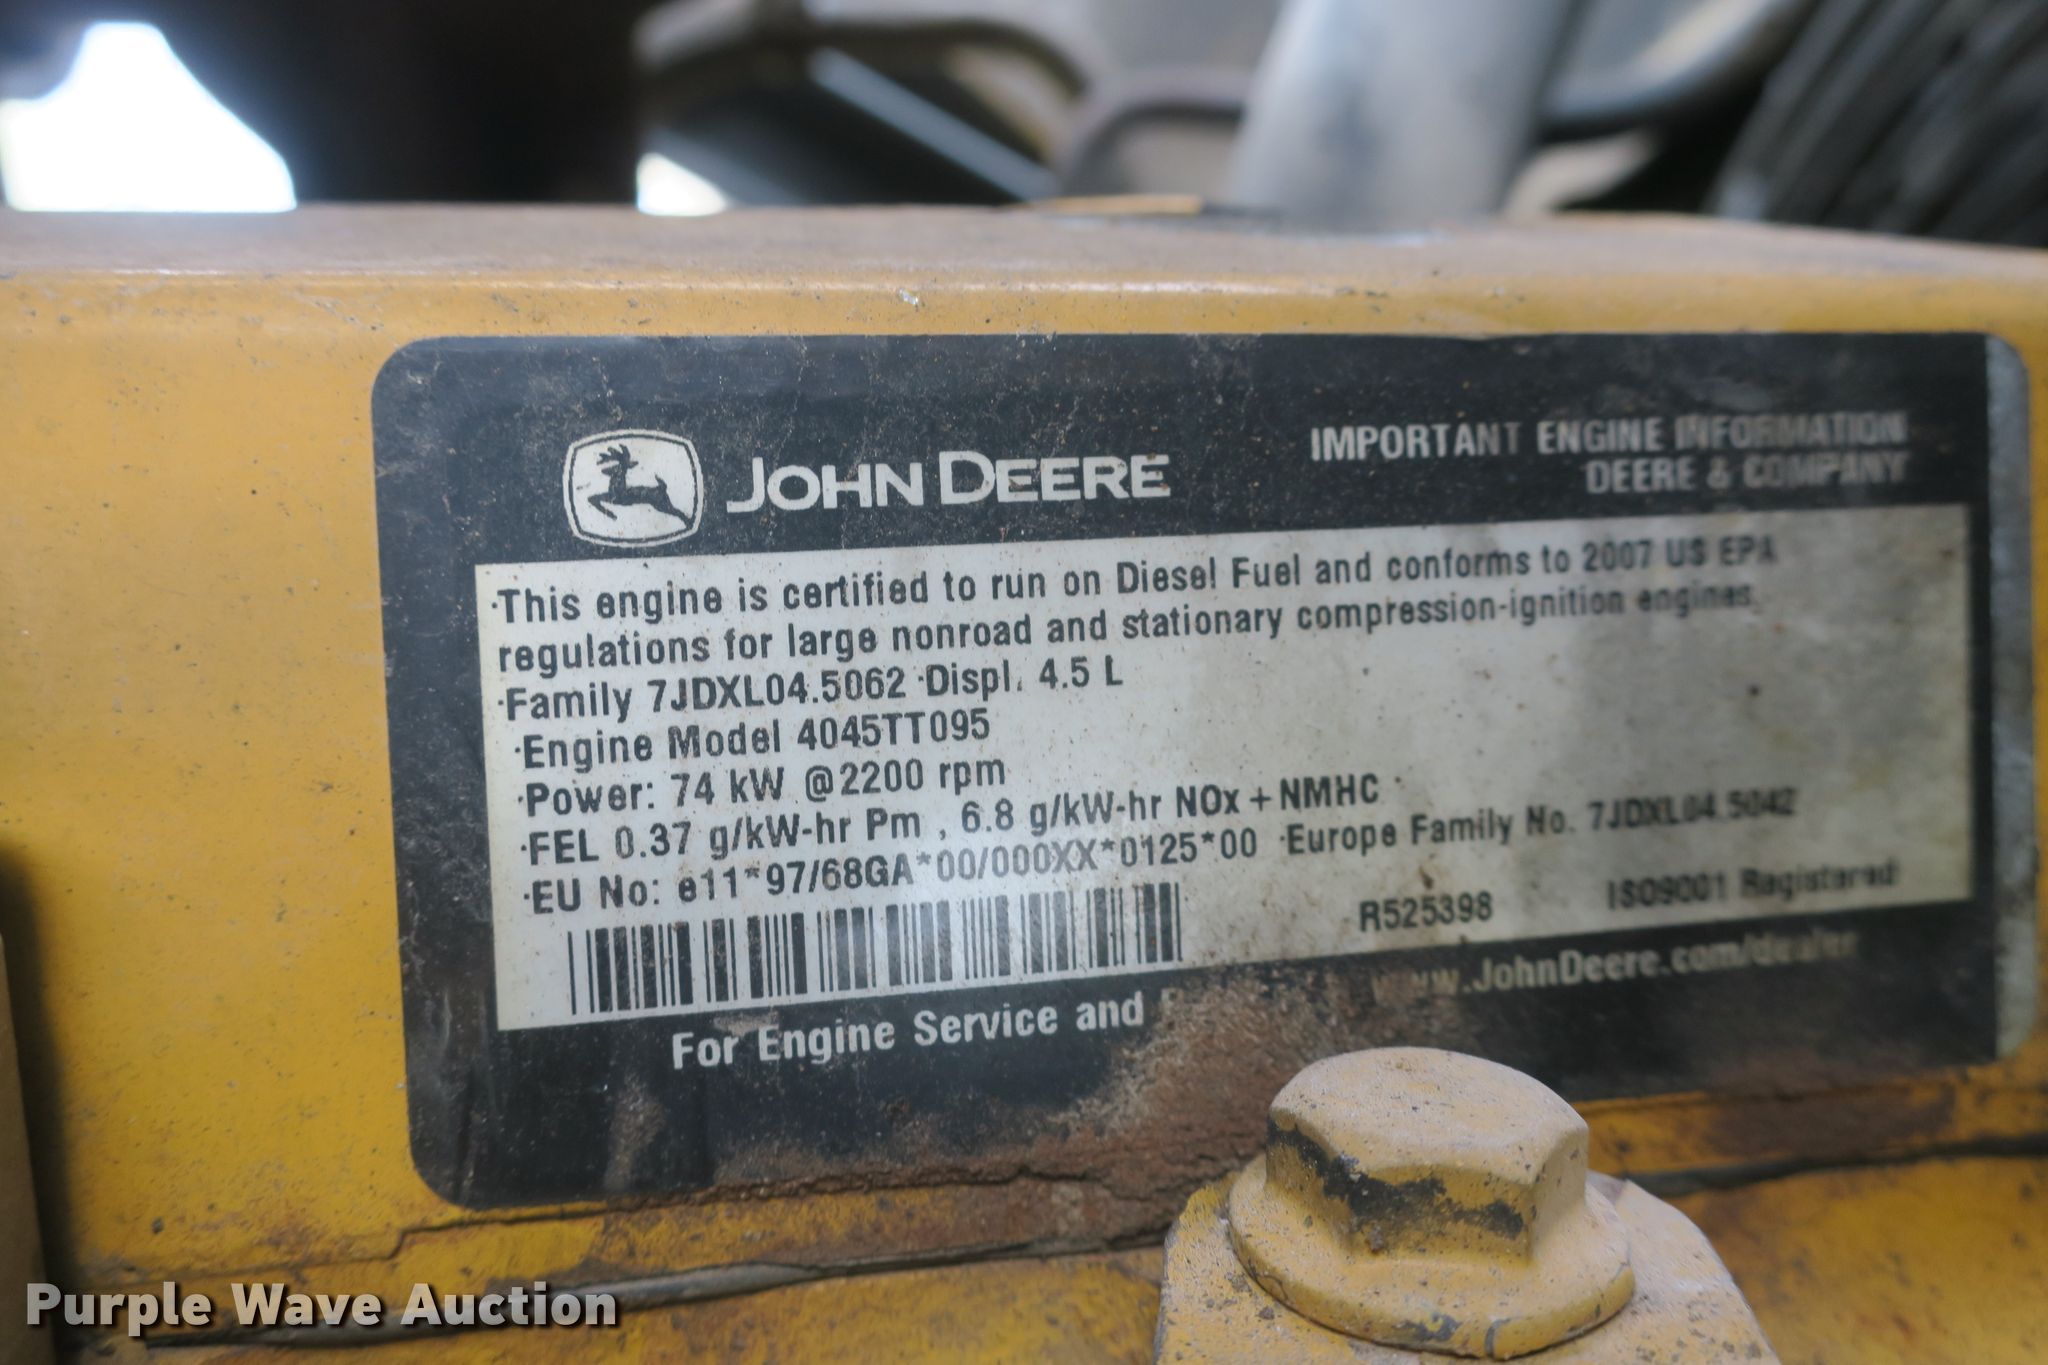 JOHN DEERE
IMPORTANT ENGINE INFORMATION
DEERE & COMPANY
·This engine is certified to run on Diesel Fuel and conforms to 2007 US EPA
regulations for large nonroad and stationary compression-ignition engines.
·Family 7JDXL04.5062 ·Displ. 4.5 L
·Engine Model 4045TT095
·Power: 74 kW @2200 rpm
·FEL 0.37 g/kW-hr Pm , 6.8 g/kW-hr NOx + NMHC ·
·EU No: e11*97/68GA*00/000XX*0125*00 ·Europe Family No. 7JDXL04.5042
R525398 ISO9001 Registered
For Engine Service and www.JohnDeere.com/dealer
Purple Wave Auction